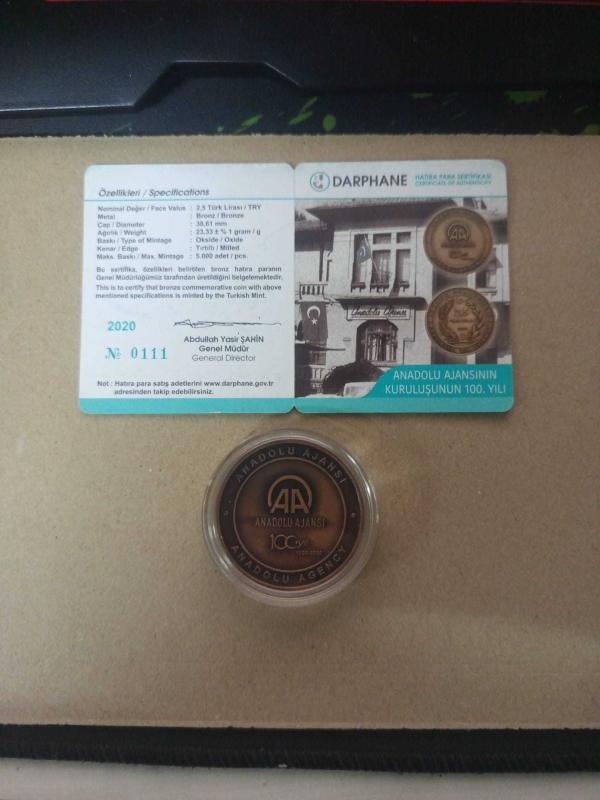 Özellikleri / Specifications
Nominal Değer / Face Value : 2,5 Türk Lirası / TRY
Metal : Bronz / Bronze
Çap / Diameter : 38,61 mm
Ağırlık / Weight : 23,33 ± % 1 gram / g
Baskı / Type of Mintage : Okside / Oxide
Kenar / Edge : Tırtıllı / Milled
Maks. Baskı / Max. Mintage : 5.000 adet / pcs.
Bu sertifika, özellikleri belirtilen bronz hatıra paranın
Genel Müdürlüğümüz tarafından üretildiğini belgelemektedir.
This is to certify that bronze commemorative coin with above
mentioned specifications is minted by the Turkish Mint.
2020
№ 0111
Abdullah Yasir ŞAHİN
Genel Müdür
General Director
Not : Hatıra para satış adetlerini www.darphane.gov.tr
adresinden takip edebilirsiniz.
DARPHANE
HATIRA PARA SERTİFİKASI
CERTIFICATE OF AUTHENTICITY
AA
Anadolu Ajansı
ANADOLU AJANSININ
KURULUŞUNUN 100. YILI
ANADOLU AJANSI
AA
ANADOLU AJANSI
100.yıl
1920-2020
ANADOLU AGENCY